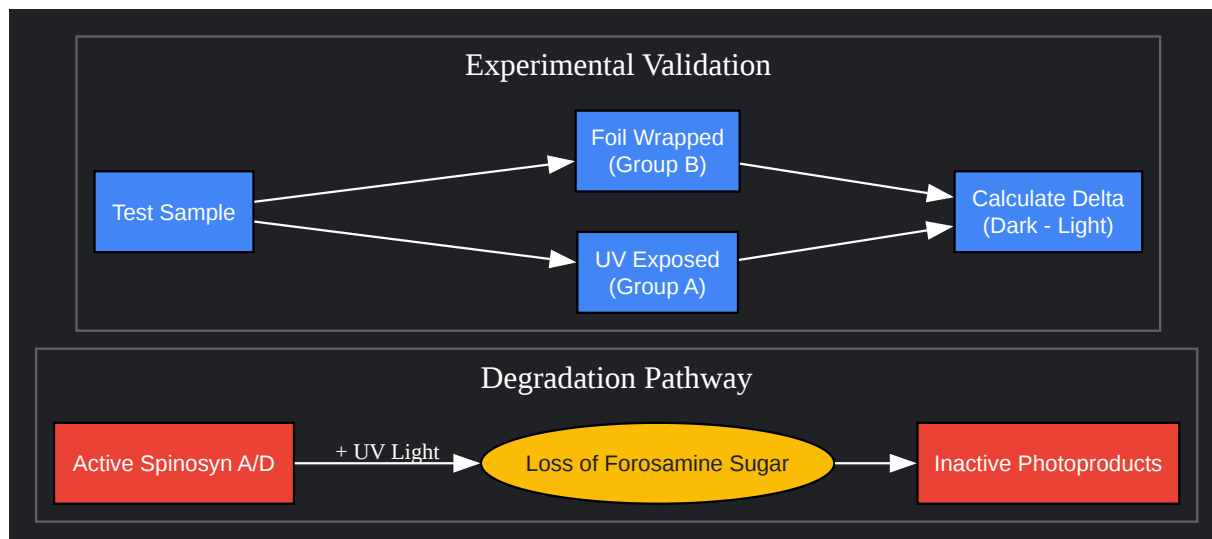 Experimental Validation
Test Sample
Foil Wrapped
(Group B)
UV Exposed
(Group A)
Calculate Delta
(Dark - Light)
Degradation Pathway
Active Spinosyn A/D
+ UV Light
Loss of Forosamine Sugar
Inactive Photoproducts